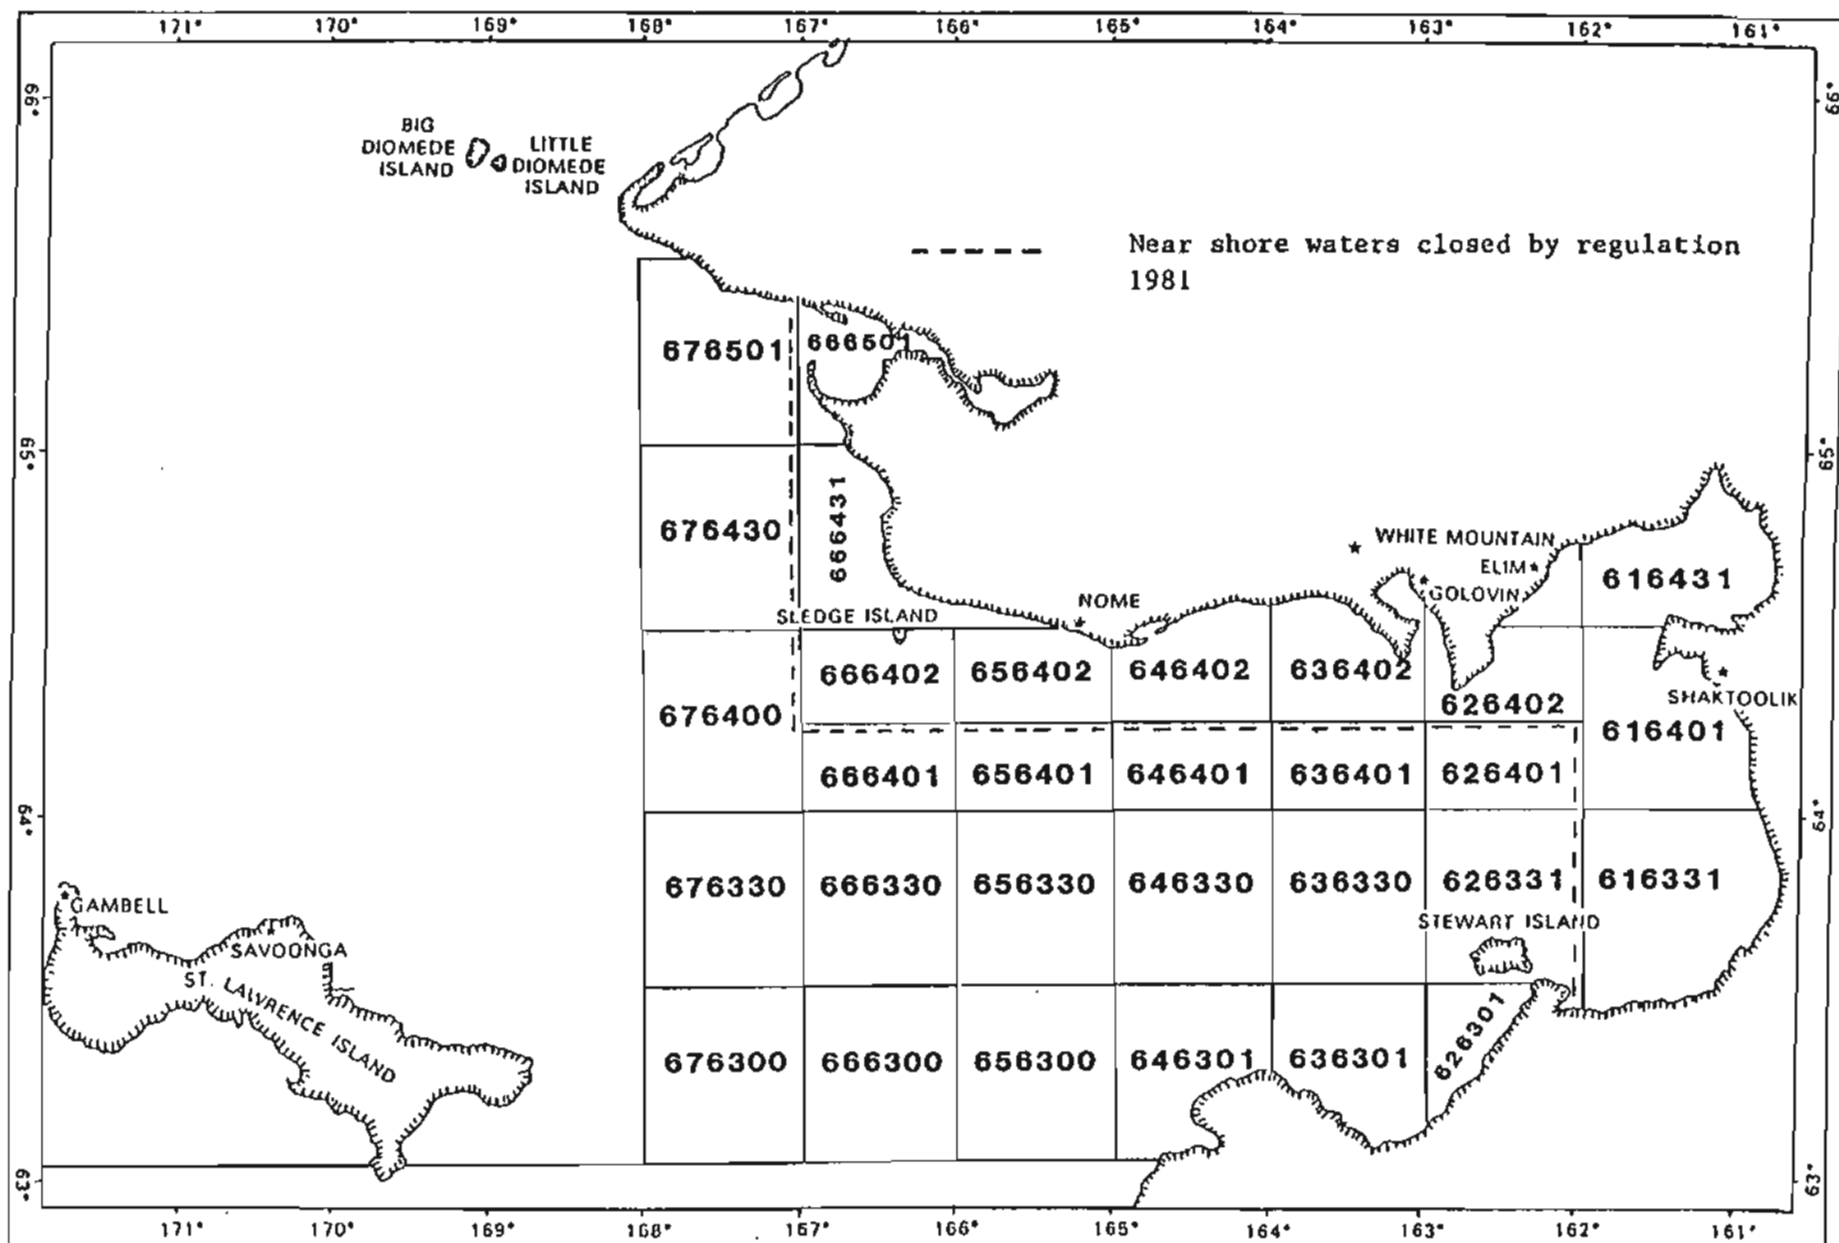 171° 170° 169° 168° 167° 166° 165° 164° 163° 162° 161°
66° 66°
BIG
DIOMEDE
ISLAND
LITTLE
DIOMEDE
ISLAND
Near shore waters closed by regulation
1981
676501 666501
65° 65°
676430 666431
WHITE MOUNTAIN
ELIM
GOLOVIN
616431
NOME
SLEDGE ISLAND
666402 656402 646402 636402
626402
SHAKTOOLIK
676400
616401
666401 656401 646401 636401 626401
64° 64°
676330 666330 656330 646330 636330 626331 616331
GAMBELL
SAVOONGA
ST. LAWRENCE ISLAND
STEWART ISLAND
676300 666300 656300 646301 636301 626301
63° 63°
171° 170° 169° 168° 167° 166° 165° 164° 163° 162° 161°